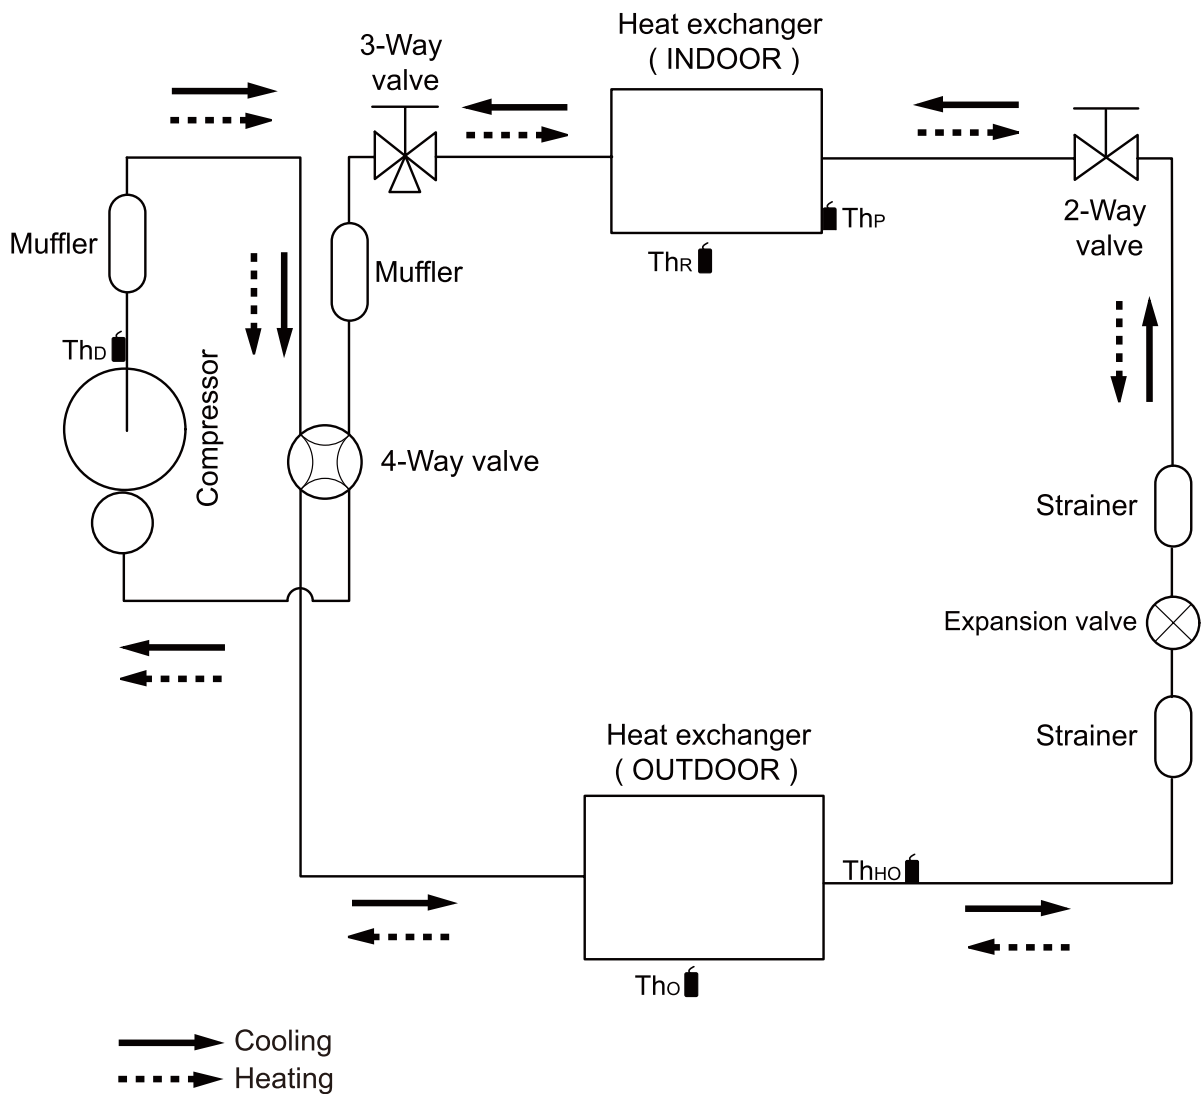 Heat exchanger
( INDOOR )
3-Way
valve
ThP
2-Way
valve
Muffler
ThR
Muffler
ThD
Compressor
4-Way valve
Strainer
Expansion valve
Strainer
Heat exchanger
( OUTDOOR )
ThHO
ThO
Cooling
Heating